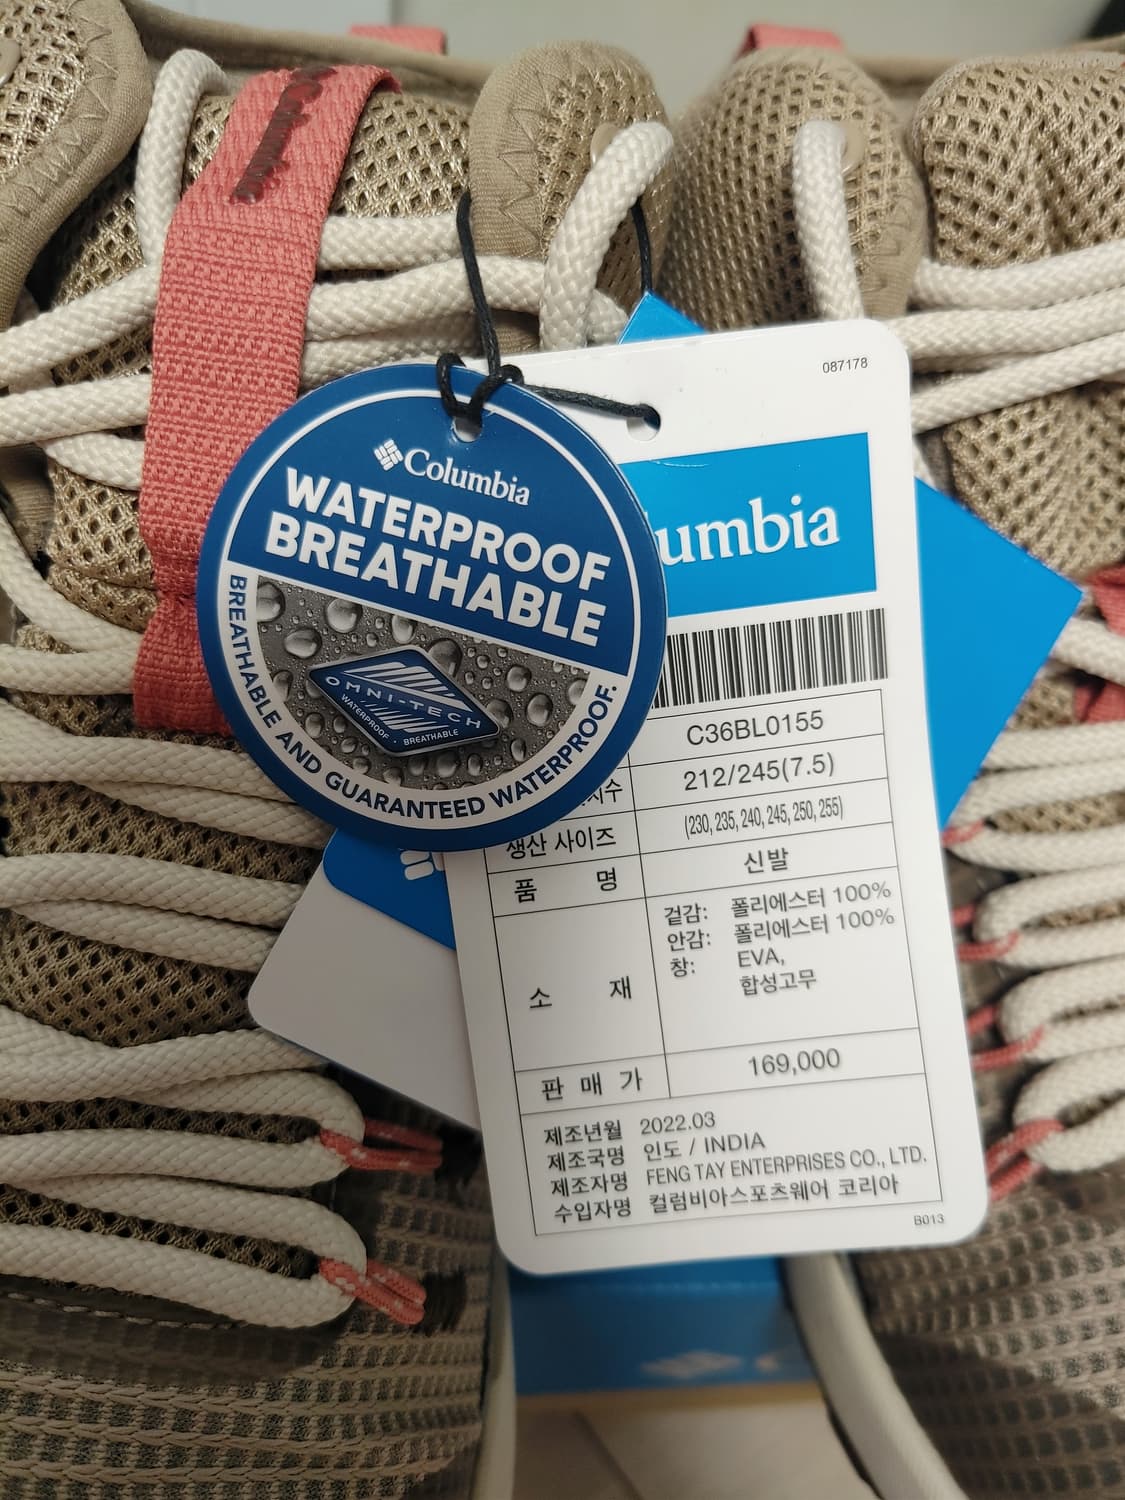 Columbia
087178
Columbia
WATERPROOF
BREATHABLE
OMNI-TECH
WATERPROOF · BREATHABLE
BREATHABLE AND GUARANTEED WATERPROOF.
umbia
C36BL0155
치수 212/245(7.5)
생산 사이즈 (230, 235, 240, 245, 250, 255)
품 명 신발
소 재 겉감: 폴리에스터 100%
안감: 폴리에스터 100%
창: EVA,
합성고무
판 매 가 169,000
제조년월 2022.03
제조국명 인도 / INDIA
제조자명 FENG TAY ENTERPRISES CO., LTD.
수입자명 컬럼비아스포츠웨어 코리아
B013